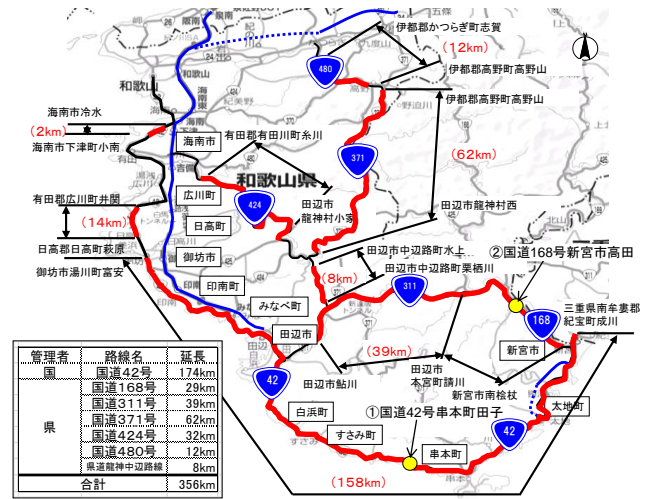 伊都郡かつらぎ町志賀
(12km)
伊都郡高野町高野山
480
伊都郡高野町高野山
和歌山
海南市冷水
(2km)
海南市下津町小南
海南市
有田郡有田川町糸川
371
(62km)
和歌山県
広川町
424
田辺市
龍神村小家
有田郡広川町井関
(14km)
日高町
田辺市龍神村西
日高郡日高町萩原
御坊市
田辺市中辺路町水上
②国道168号新宮市高田
御坊市湯川町富安
(8km)
田辺市中辺路町栗栖川
印南町
311
みなべ町
168
三重県南牟婁郡
紀宝町成川
田辺市
(39km)
新宮市
田辺市鮎川
田辺市
本宮町請川
新宮市南桧杖
42
白浜町
①国道42号串本町田子
太地町
すさみ町
42
串本町
(158km)
管理者 路線名 延長
国 国道42号 174km
県 国道168号 29km
国道311号 39km
国道371号 62km
国道424号 32km
国道480号 12km
県道龍神中辺路線 8km
合計 356km